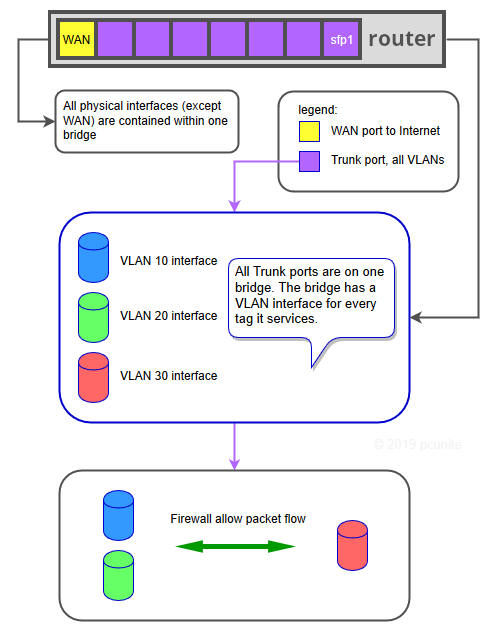 WAN
sfp1
router
All physical interfaces (except
WAN) are contained within one
bridge
legend:
WAN port to Internet
Trunk port, all VLANs
VLAN 10 interface
VLAN 20 interface
VLAN 30 interface
All Trunk ports are on one
bridge. The bridge has a
VLAN interface for every
tag it services.
© 2019 pcunite
Firewall allow packet flow